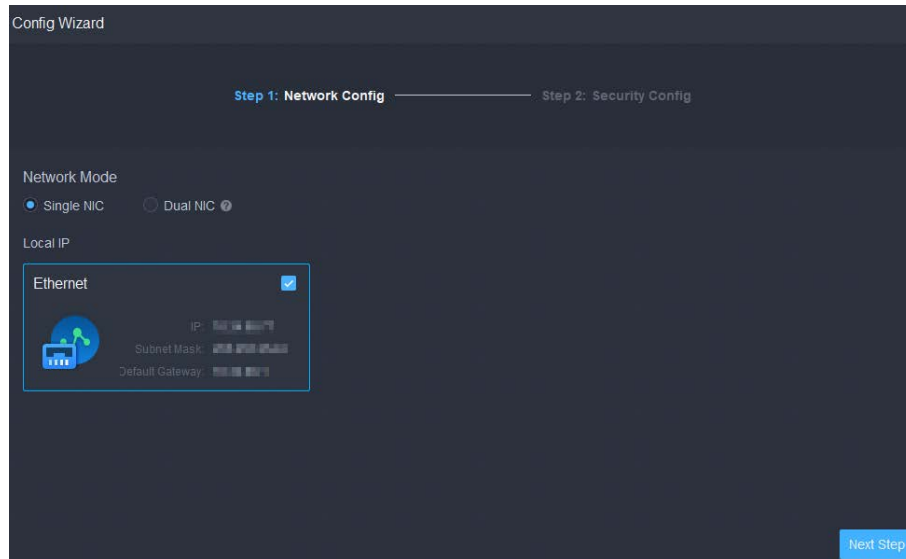 Config Wizard
Step 1: Network Config
Step 2: Security Config
Network Mode
Single NIC
Dual NIC ?
Local IP
Ethernet
IP:
Subnet Mask:
Default Gateway:
Next Step